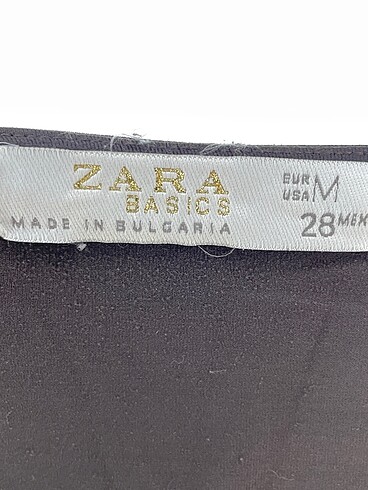 ZARA
BASICS
MADE IN BULGARIA
EUR
USA M
28 MEX